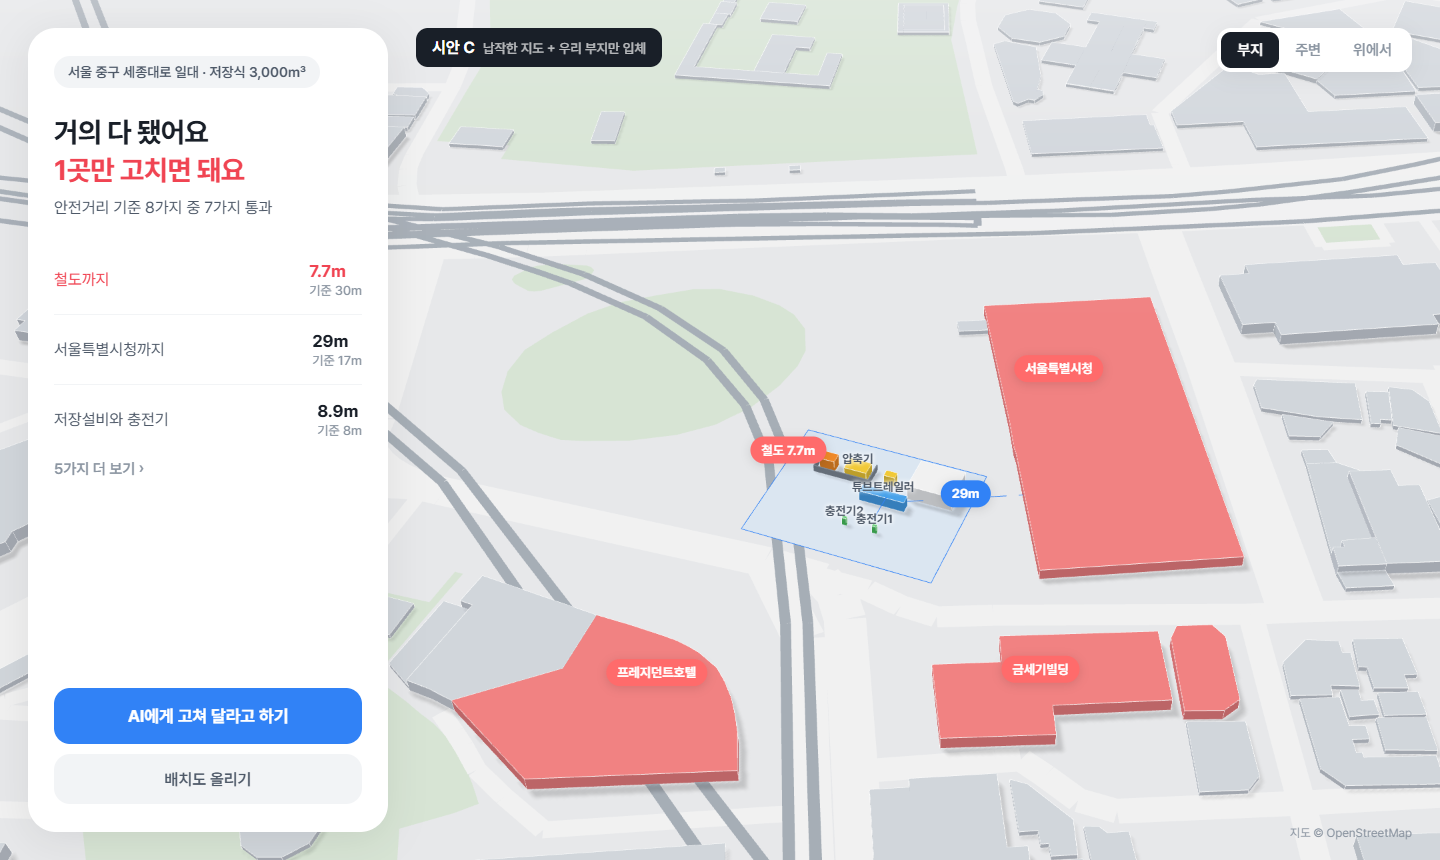 서울 중구 세종대로 일대 · 저장식 3,000m³
거의 다 됐어요
1곳만 고치면 돼요
안전거리 기준 8가지 중 7가지 통과
철도까지
7.7m
기준 30m
서울특별시청까지
29m
기준 17m
저장설비와 충전기
8.9m
기준 8m
5가지 더 보기 ›
AI에게 고쳐 달라고 하기
배치도 올리기
시안 C 납작한 지도 + 우리 부지만 입체
부지 주변 위에서
서울특별시청
철도 7.7m
압축기
튜브트레일러
29m
충전기2
충전기1
프레지던트호텔
금세기빌딩
지도 © OpenStreetMap